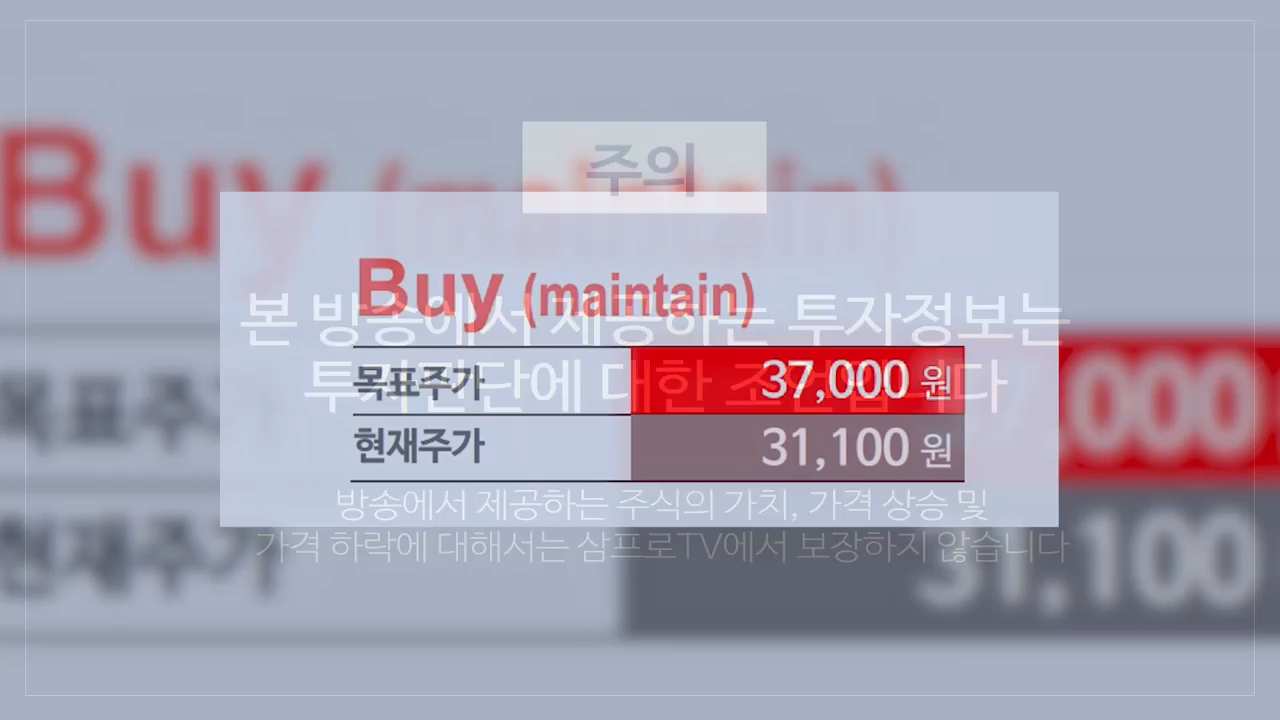 주의
Buy (maintain)
본 방송에서 제공하는 투자정보는
투자판단에 대한 조언입니다
목표주가 37,000 원
현재주가 31,100 원
방송에서 제공하는 주식의 가치, 가격 상승 및
가격 하락에 대해서는 삼프로TV에서 보장하지 않습니다